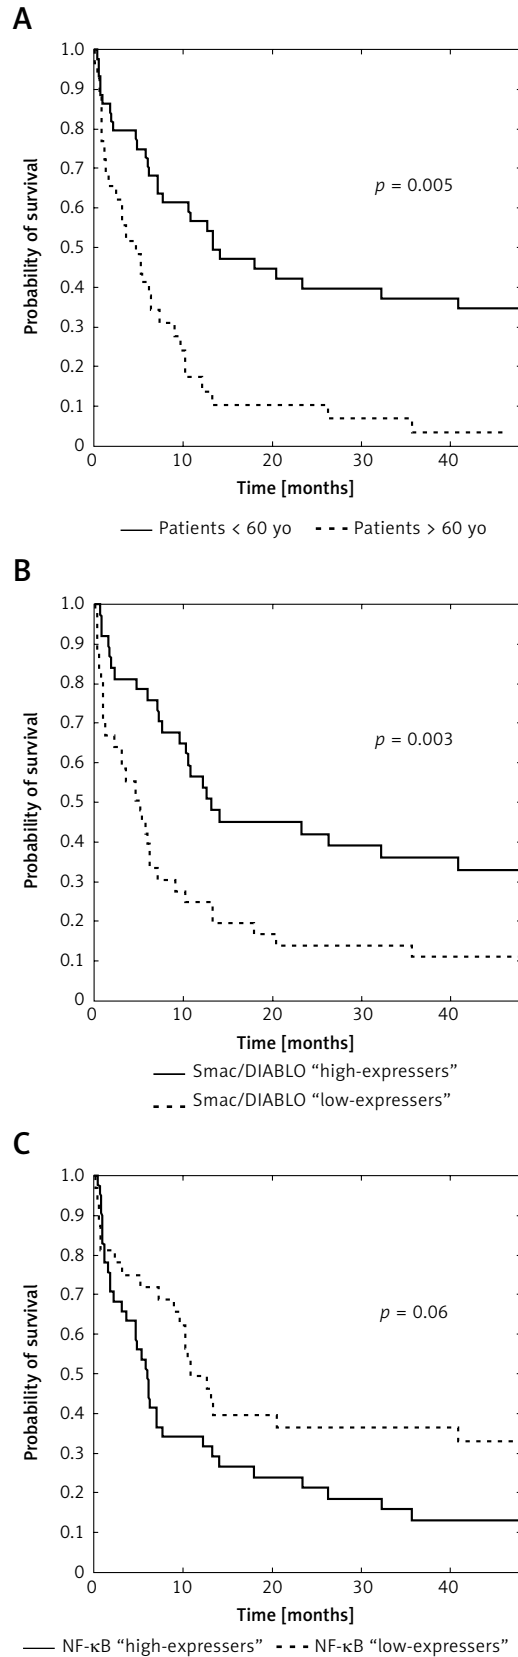 A
1.0
0.9
0.8
0.7
0.6
0.5
0.4
0.3
0.2
0.1
0
Probability of survival
p = 0.005
0 10 20 30 40
Time [months]
Patients < 60 yo Patients > 60 yo
B
1.0
0.9
0.8
0.7
0.6
0.5
0.4
0.3
0.2
0.1
0
Probability of survival
p = 0.003
0 10 20 30 40
Time [months]
Smac/DIABLO “high-expressers”
Smac/DIABLO “low-expressers”
C
1.0
0.9
0.8
0.7
0.6
0.5
0.4
0.3
0.2
0.1
0
Probability of survival
p = 0.06
0 10 20 30 40
Time [months]
NF-κB “high-expressers” NF-κB “low-expressers”